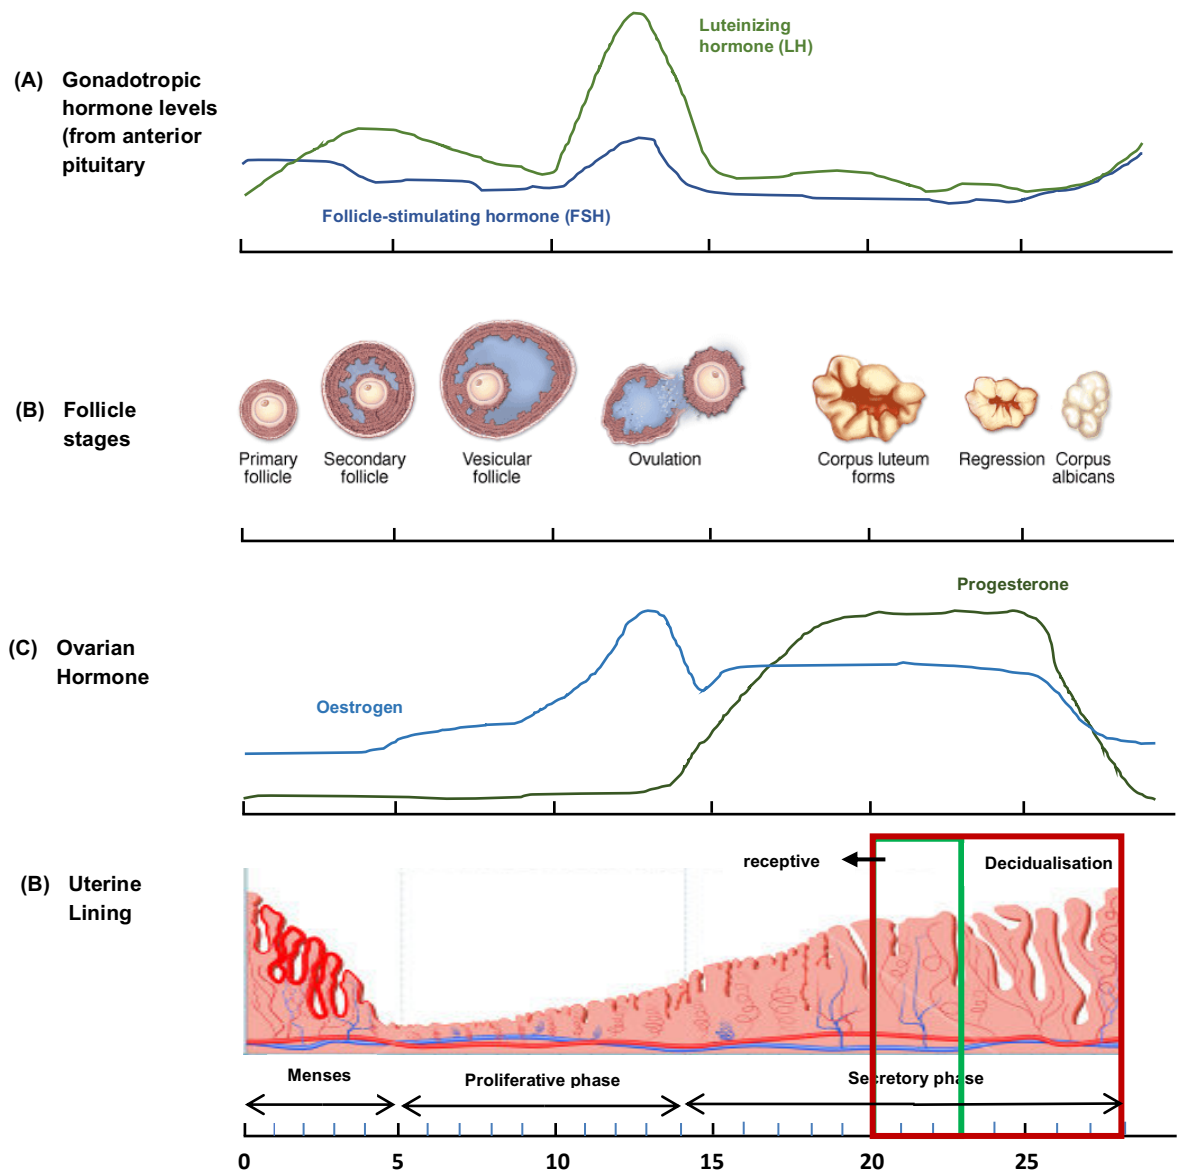 Luteinizing
hormone (LH)
(A) Gonadotropic
hormone levels
(from anterior
pituitary
Follicle-stimulating hormone (FSH)
(B) Follicle
stages
Primary
follicle
Secondary
follicle
Vesicular
follicle
Ovulation
Corpus luteum
forms
Regression
Corpus
albicans
Progesterone
(C) Ovarian
Hormone
Oestrogen
receptive
Decidualisation
(B) Uterine
Lining
Menses
Proliferative phase
Secretory phase
0 5 10 15 20 25